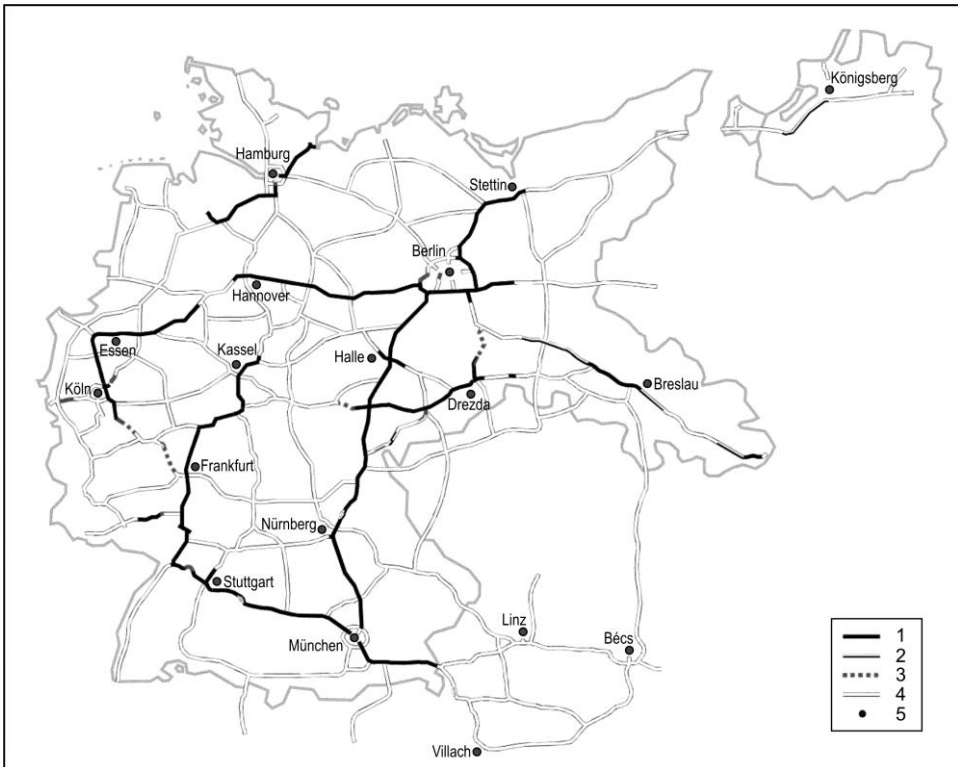 Königsberg
Hamburg
Stettin
Berlin
Hannover
Essen
Kassel
Halle
Köln
Drezda
Breslau
Frankfurt
Nürnberg
Stuttgart
München
Linz
Bécs
Villach
1
2
3
4
5